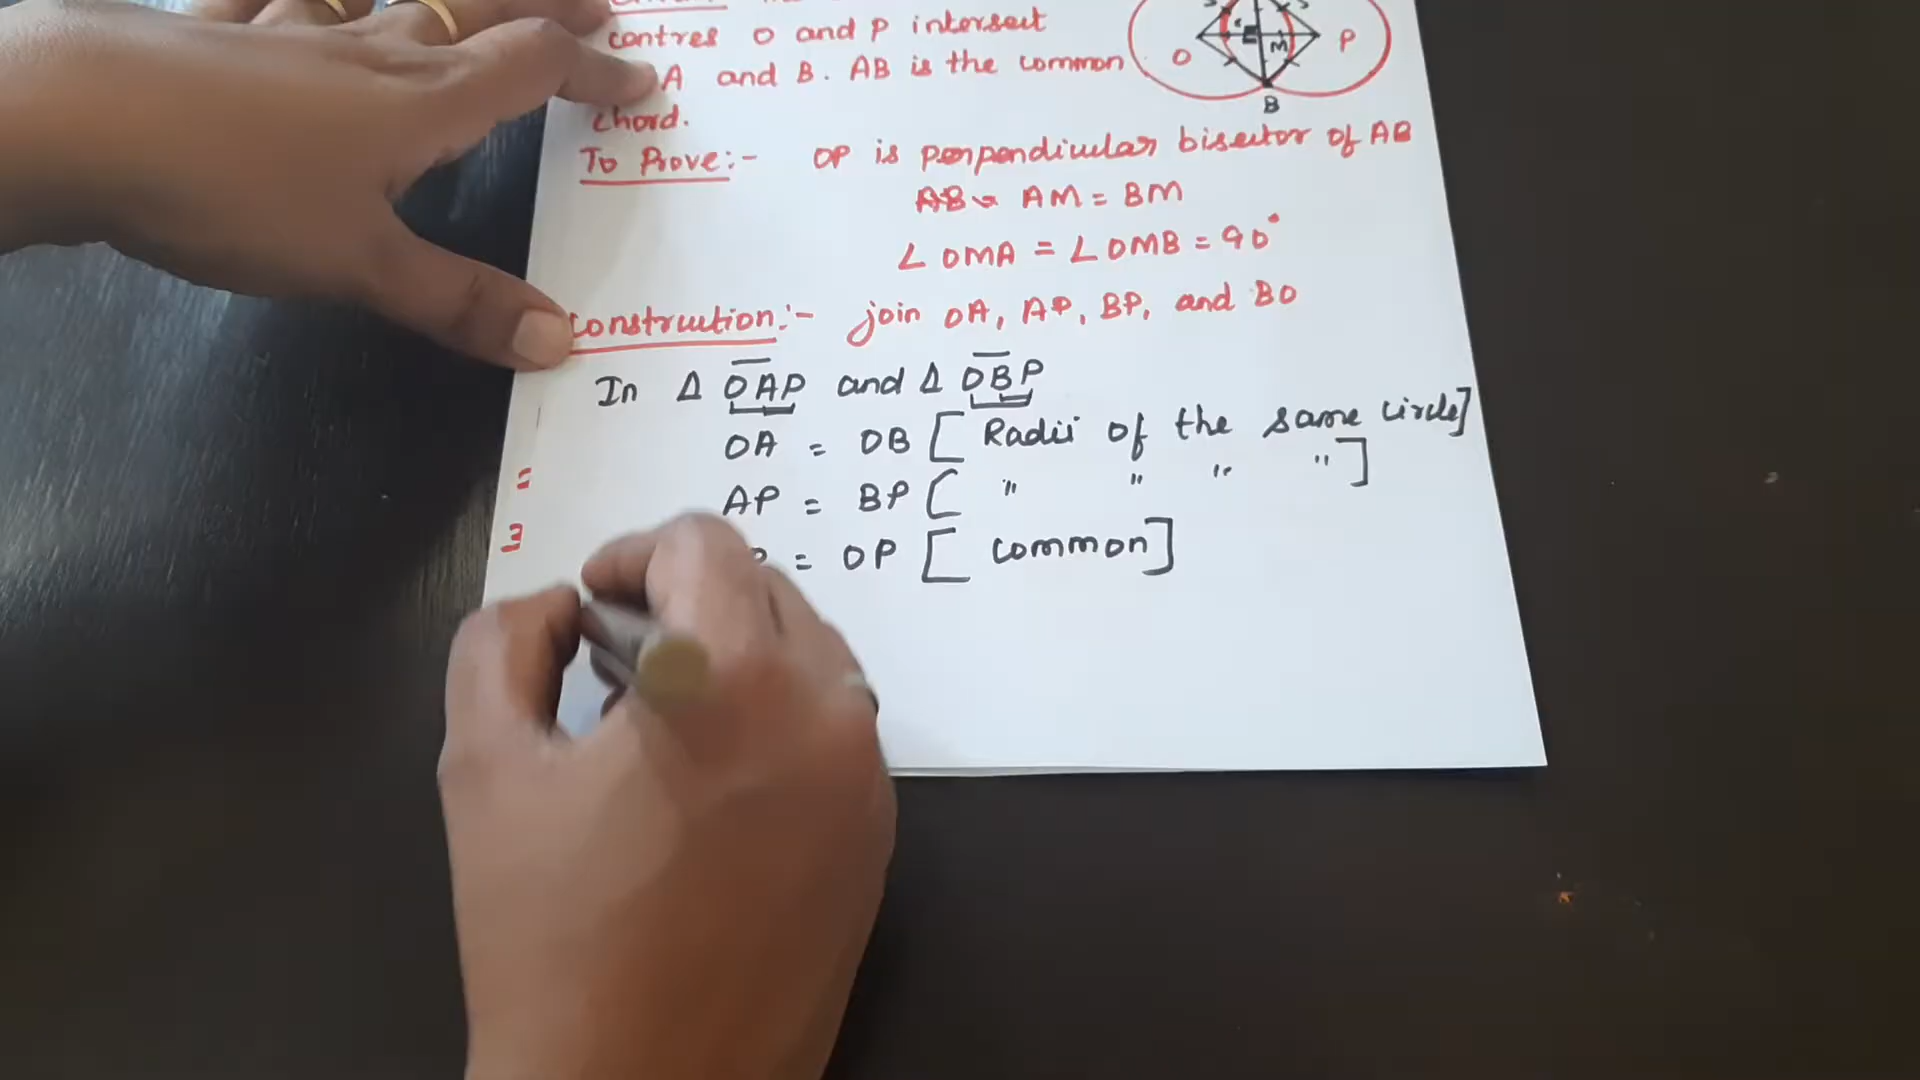 centres O and P intersect
A and B. AB is the common
chord.
To Prove:- OP is perpendicular bisector of AB
AM = BM
∠OMA = ∠OMB = 90°
construction:- join OA, AP, BP, and BO
In Δ OAP and Δ OBP
OA = OB [Radii of the same circle]
AP = BP [ " " " " ]
P = OP [common]
O E M P
B